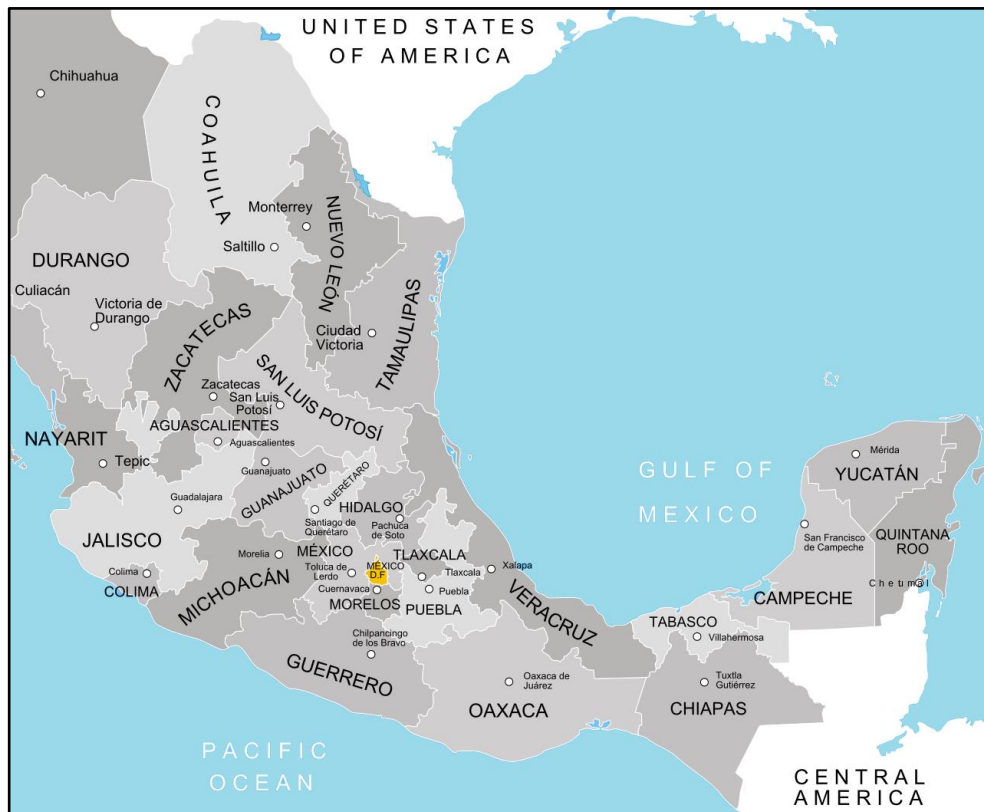 UNITED STATES
OF AMERICA
Chihuahua
COAHUILA
Monterrey
NUEVO LEÓN
Saltillo
DURANGO
Culiacán
Victoria de
Durango
ZACATECAS
Ciudad
Victoria
TAMAULIPAS
Zacatecas
San Luis
Potosí
SAN LUIS POTOSÍ
AGUASCALIENTES
Aguascalientes
NAYARIT
Tepic
Guanajuato
GUANAJUATO
QUERÉTARO
Guadalajara
Santiago de
Querétaro
HIDALGO
Pachuca
de Soto
JALISCO
Morelia
MÉXICO
Toluca de
Lerdo
MÉXICO
D.F
TLAXCALA
Tlaxcala
Xalapa
Colima
COLIMA
MICHOACÁN
Cuernavaca
MORELOS
Puebla
PUEBLA
VERACRUZ
Chilpancingo
de los Bravo
GUERRERO
Oaxaca de
Juárez
OAXACA
GULF OF
MEXICO
Mérida
YUCATÁN
San Francisco
de Campeche
QUINTANA
ROO
Chetumal
CAMPECHE
TABASCO
Villahermosa
Tuxtla
Gutiérrez
CHIAPAS
PACIFIC
OCEAN
CENTRAL
AMERICA